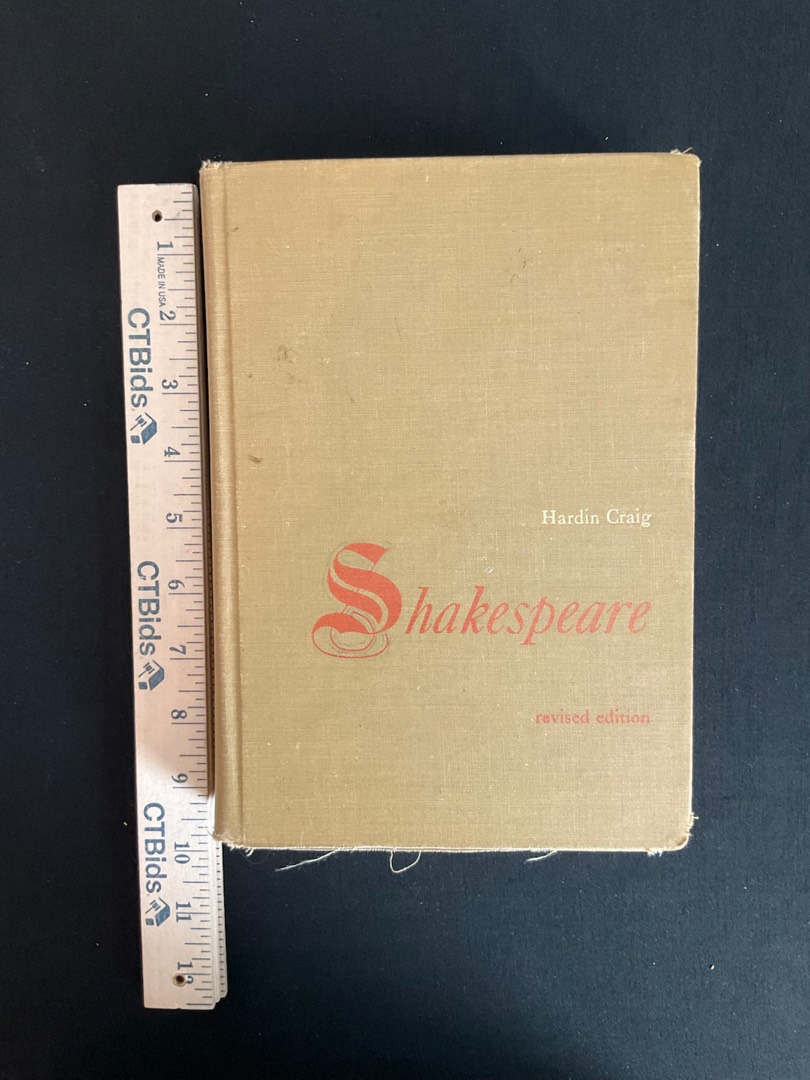 1
MADE IN USA
2
CTBids
3
4
5
CTBids
6
7
8
9
CTBids
10
11
12
Hardin Craig
Shakespeare
revised edition